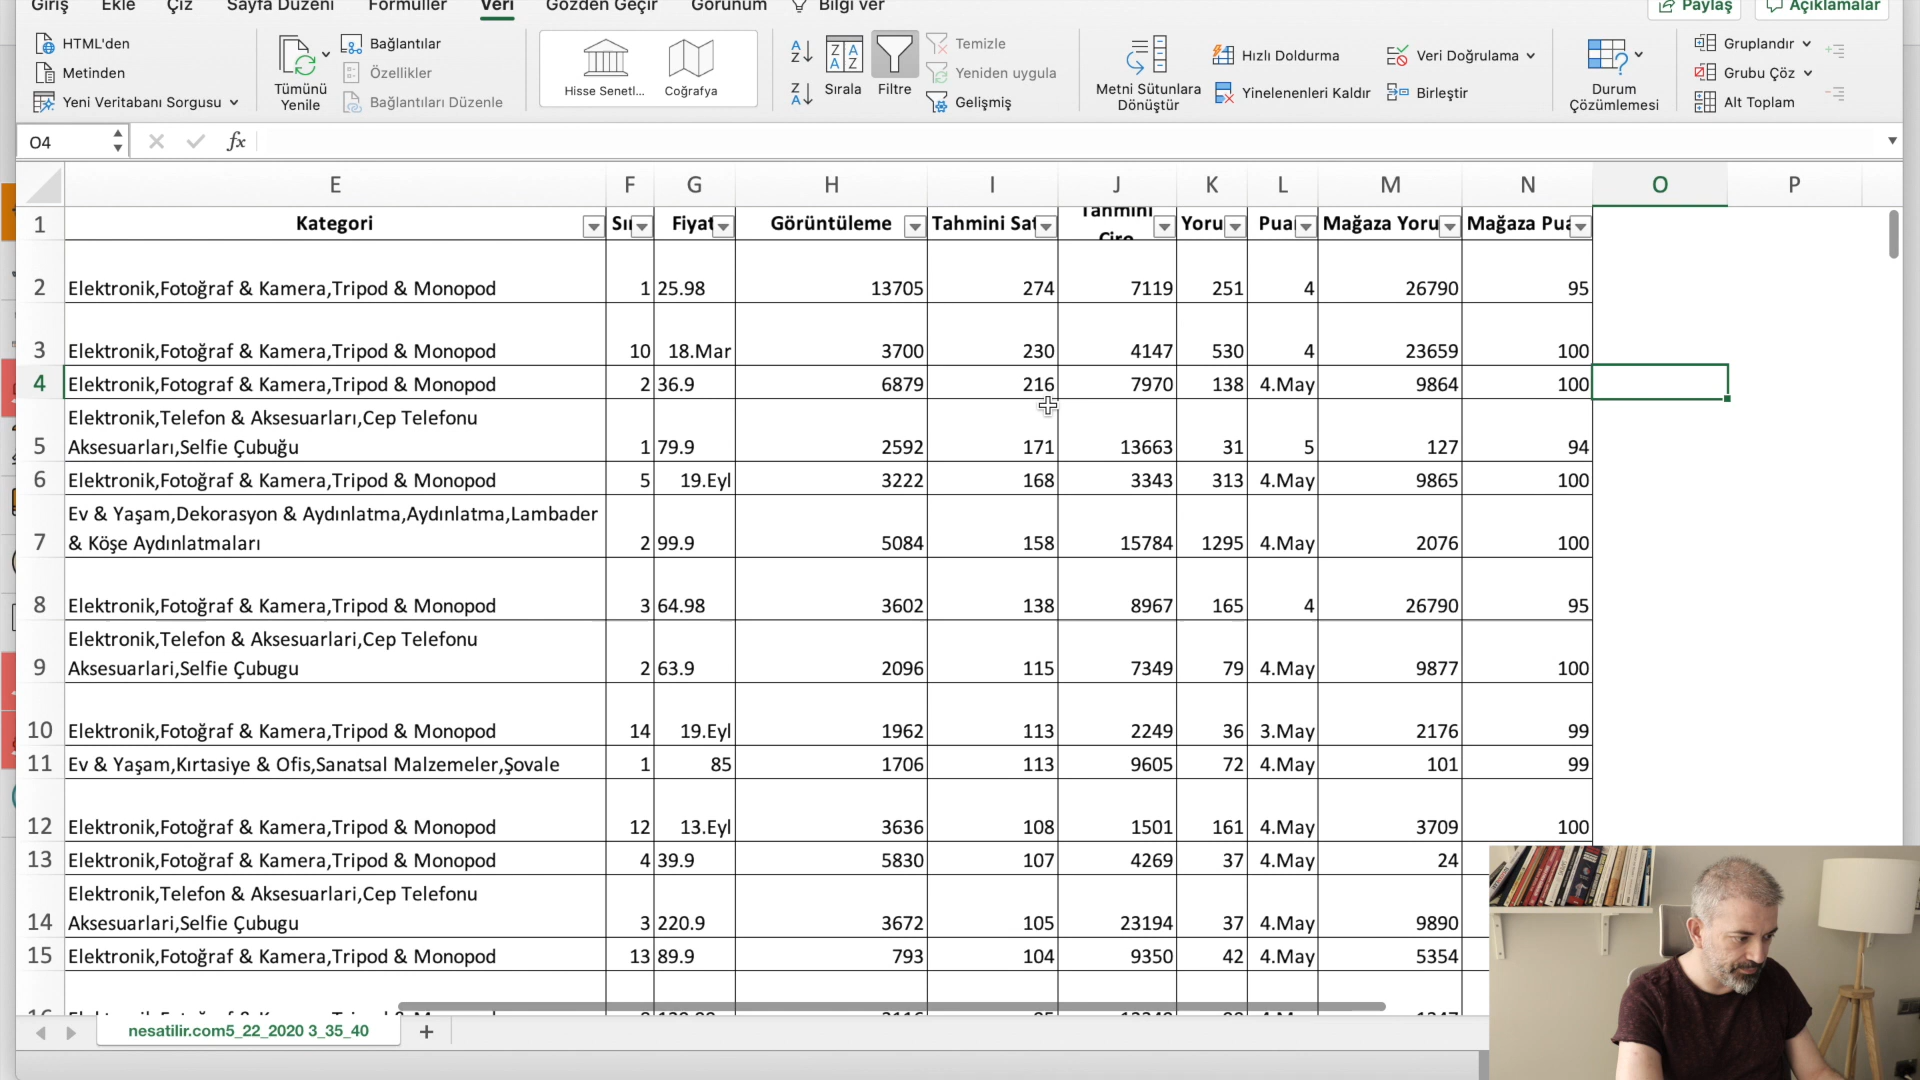 Giriş Ekle Çiz Sayfa Düzeni Formüller Veri Gözden Geçir Görünüm Bilgi ver Paylaş Açıklamalar
HTML'den
Metinden
Yeni Veritabanı Sorgusu
Tümünü
Yenile
Bağlantılar
Özellikler
Bağlantıları Düzenle
Hisse Senetl...
Coğrafya
Sırala
Filtre
Temizle
Yeniden uygula
Gelişmiş
Metni Sütunlara
Dönüştür
Hızlı Doldurma
Yinelenenleri Kaldır
Veri Doğrulama
Birleştir
Durum
Çözümlemesi
Gruplandır
Grubu Çöz
Alt Toplam
O4 fx
E F G H I J K L M N O P
1 Kategori Sı Fiyat Görüntüleme Tahmini Sat Tahmini Yoru Pua Mağaza Yoru Mağaza Pua
Ciro
2 Elektronik,Fotoğraf & Kamera,Tripod & Monopod 1 25.98 13705 274 7119 251 4 26790 95
3 Elektronik,Fotoğraf & Kamera,Tripod & Monopod 10 18.Mar 3700 230 4147 530 4 23659 100
4 Elektronik,Fotograf & Kamera,Tripod & Monopod 2 36.9 6879 216 7970 138 4.May 9864 100
Elektronik,Telefon & Aksesuarları,Cep Telefonu
5 Aksesuarları,Selfie Çubuğu 1 79.9 2592 171 13663 31 5 127 94
6 Elektronik,Fotoğraf & Kamera,Tripod & Monopod 5 19.Eyl 3222 168 3343 313 4.May 9865 100
Ev & Yaşam,Dekorasyon & Aydınlatma,Aydınlatma,Lambader
7 & Köşe Aydınlatmaları 2 99.9 5084 158 15784 1295 4.May 2076 100
8 Elektronik,Fotoğraf & Kamera,Tripod & Monopod 3 64.98 3602 138 8967 165 4 26790 95
Elektronik,Telefon & Aksesuarlari,Cep Telefonu
9 Aksesuarlari,Selfie Çubugu 2 63.9 2096 115 7349 79 4.May 9877 100
10 Elektronik,Fotoğraf & Kamera,Tripod & Monopod 14 19.Eyl 1962 113 2249 36 3.May 2176 99
11 Ev & Yaşam,Kırtasiye & Ofis,Sanatsal Malzemeler,Şovale 1 85 1706 113 9605 72 4.May 101 99
12 Elektronik,Fotoğraf & Kamera,Tripod & Monopod 12 13.Eyl 3636 108 1501 161 4.May 3709 100
13 Elektronik,Fotoğraf & Kamera,Tripod & Monopod 4 39.9 5830 107 4269 37 4.May 24
Elektronik,Telefon & Aksesuarlari,Cep Telefonu
14 Aksesuarlari,Selfie Çubugu 3 220.9 3672 105 23194 37 4.May 9890
15 Elektronik,Fotoğraf & Kamera,Tripod & Monopod 13 89.9 793 104 9350 42 4.May 5354
nesatilir.com5_22_2020 3_35_40